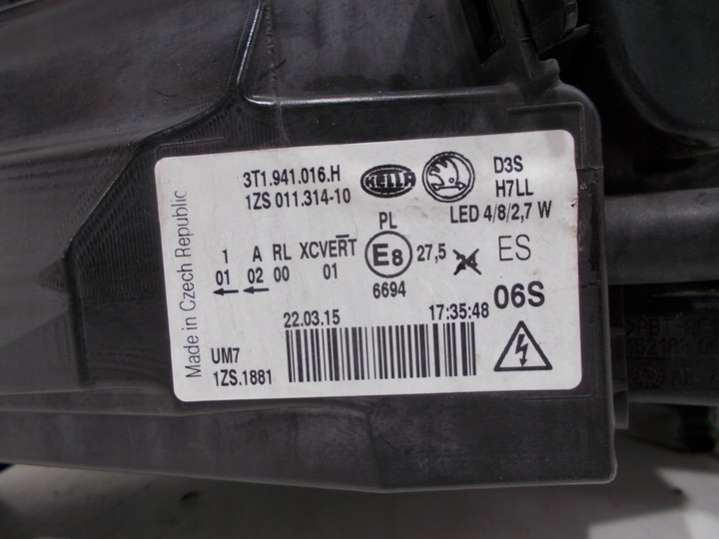 3T1.941.016.H
1ZS 011.314-10
HELLA
D3S
H7LL
LED 4/8/2,7 W
Made in Czech Republic
1 A RL XCVERT
01 02 00 01
PL
E8
6694
27,5
ES
22.03.15 17:35:48
06S
UM7
1ZS.1881